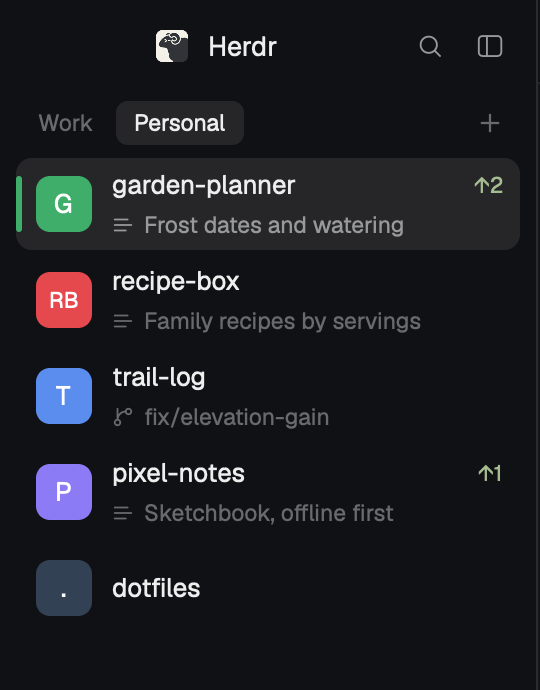 Herdr
Work Personal
G garden-planner ↑2
Frost dates and watering
RB recipe-box
Family recipes by servings
T trail-log
fix/elevation-gain
P pixel-notes ↑1
Sketchbook, offline first
. dotfiles